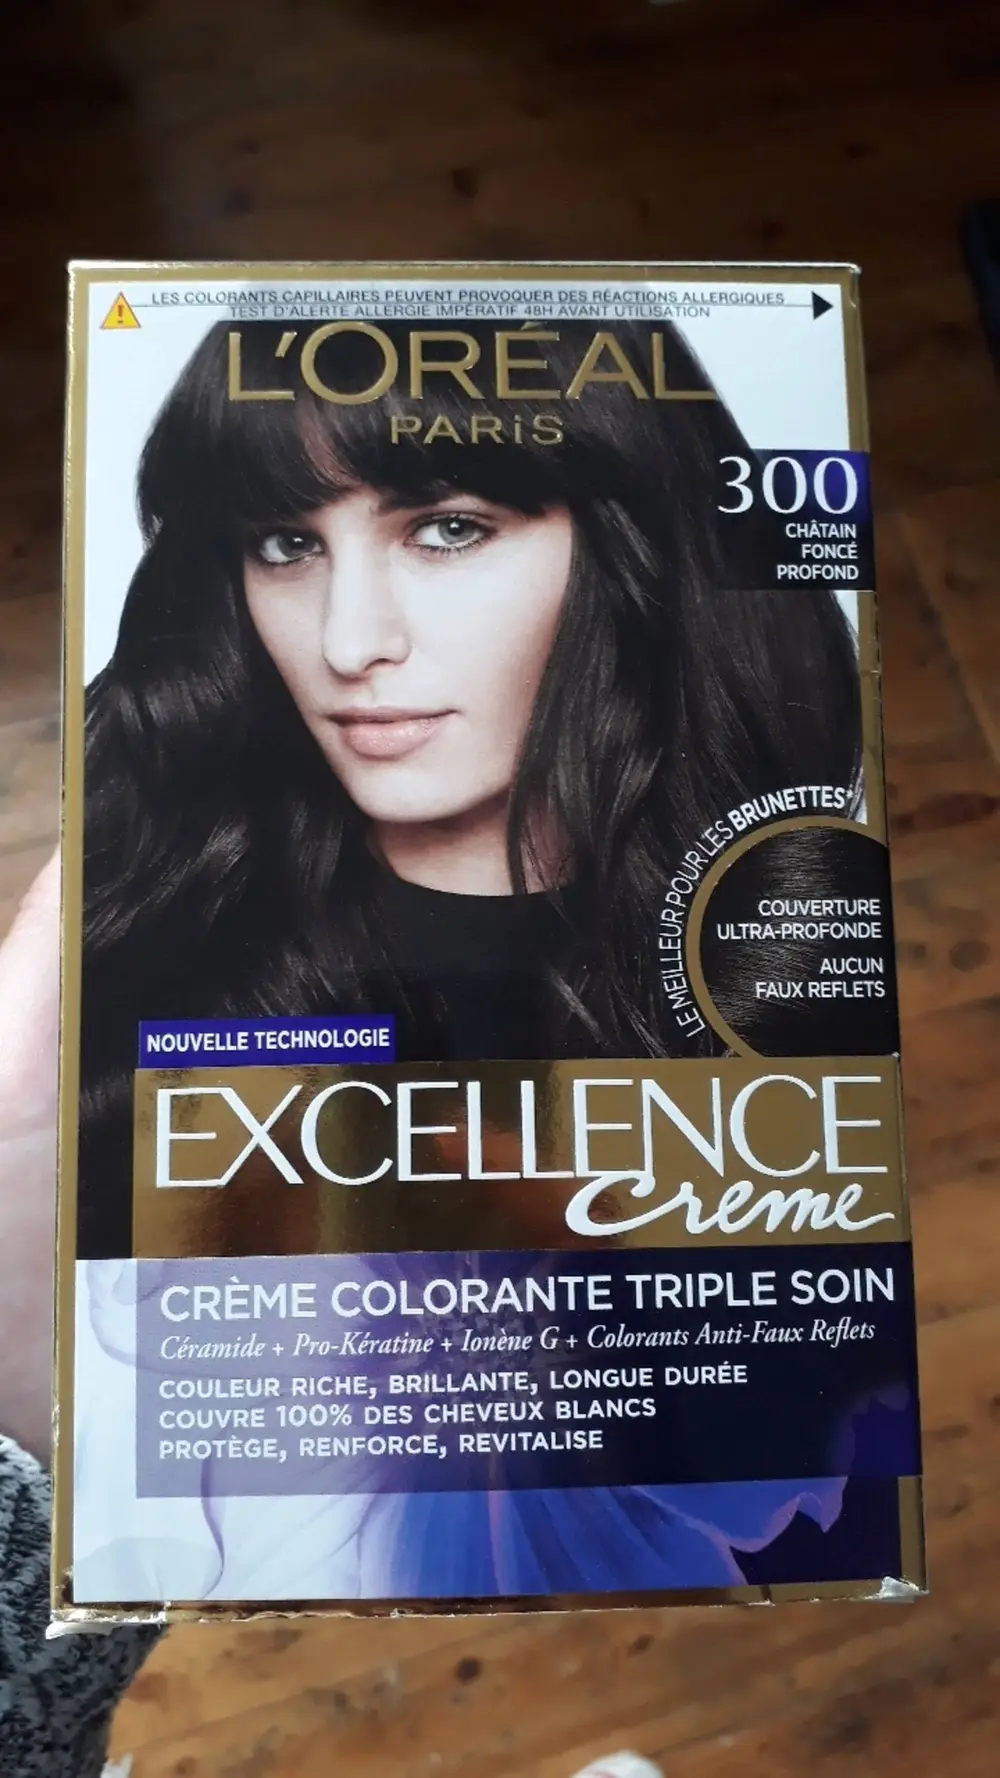 LES COLORANTS CAPILLAIRES PEUVENT PROVOQUER DES RÉACTIONS ALLERGIQUES
TEST D'ALERTE ALLERGIE IMPÉRATIF 48H AVANT UTILISATION
L'ORÉAL
PARiS
300
CHÂTAIN
FONCÉ
PROFOND
LE MEILLEUR POUR LES BRUNETTES*
COUVERTURE
ULTRA-PROFONDE
AUCUN
FAUX REFLETS
NOUVELLE TECHNOLOGIE
EXCELLENCE
Creme
CRÈME COLORANTE TRIPLE SOIN
Céramide + Pro-Kératine + Ionène G + Colorants Anti-Faux Reflets
COULEUR RICHE, BRILLANTE, LONGUE DURÉE
COUVRE 100% DES CHEVEUX BLANCS
PROTÈGE, RENFORCE, REVITALISE